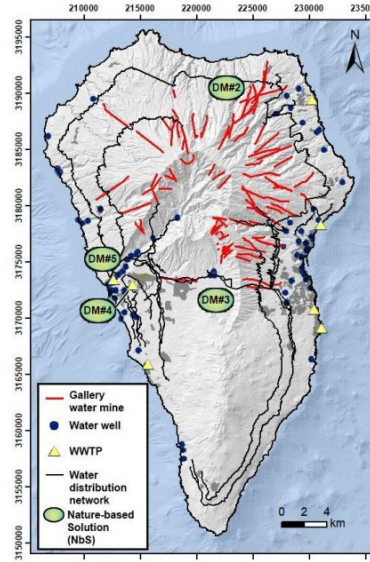 210000 215000 220000 225000 230000 235000
3195000
3190000
3185000
3180000
3175000
3170000
3165000
3160000
3155000
3150000
N
DM#2
DM#5
DM#4
DM#3
Gallery
water mine
Water well
WWTP
Water
distribution
network
Nature-based
Solution
(NbS)
0 2 4
km